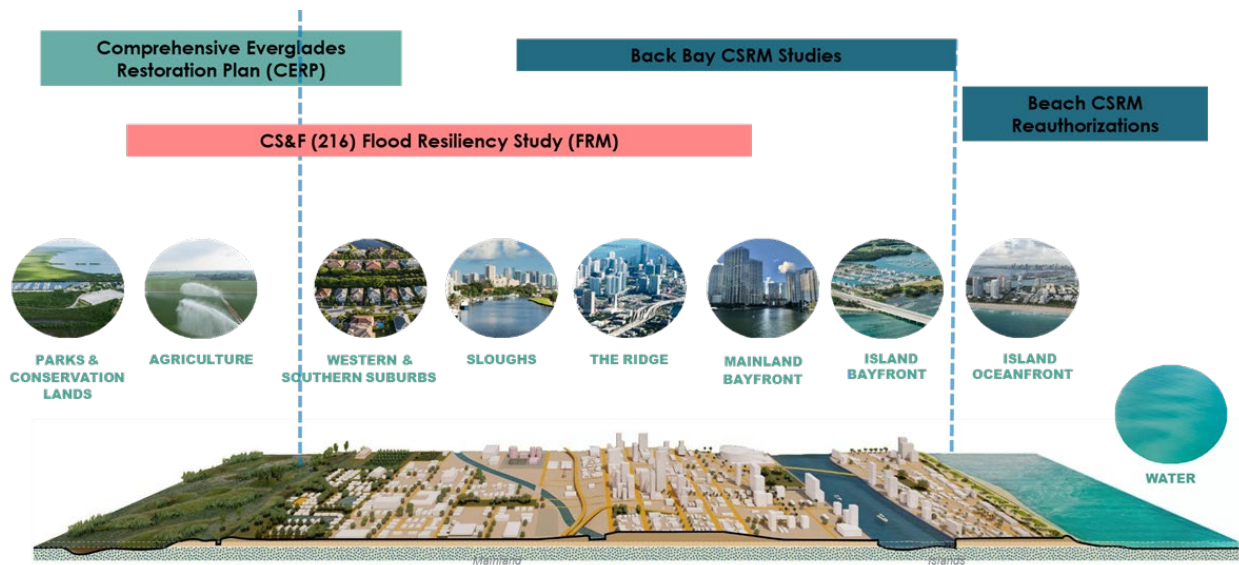 Comprehensive Everglades
Restoration Plan (CERP)
Back Bay CSRM Studies
Beach CSRM
Reauthorizations
CS&F (216) Flood Resiliency Study (FRM)
PARKS &
CONSERVATION
LANDS
AGRICULTURE
WESTERN &
SOUTHERN SUBURBS
SLOUGHS
THE RIDGE
MAINLAND
BAYFRONT
ISLAND
BAYFRONT
ISLAND
OCEANFRONT
WATER
Mainland
Islands